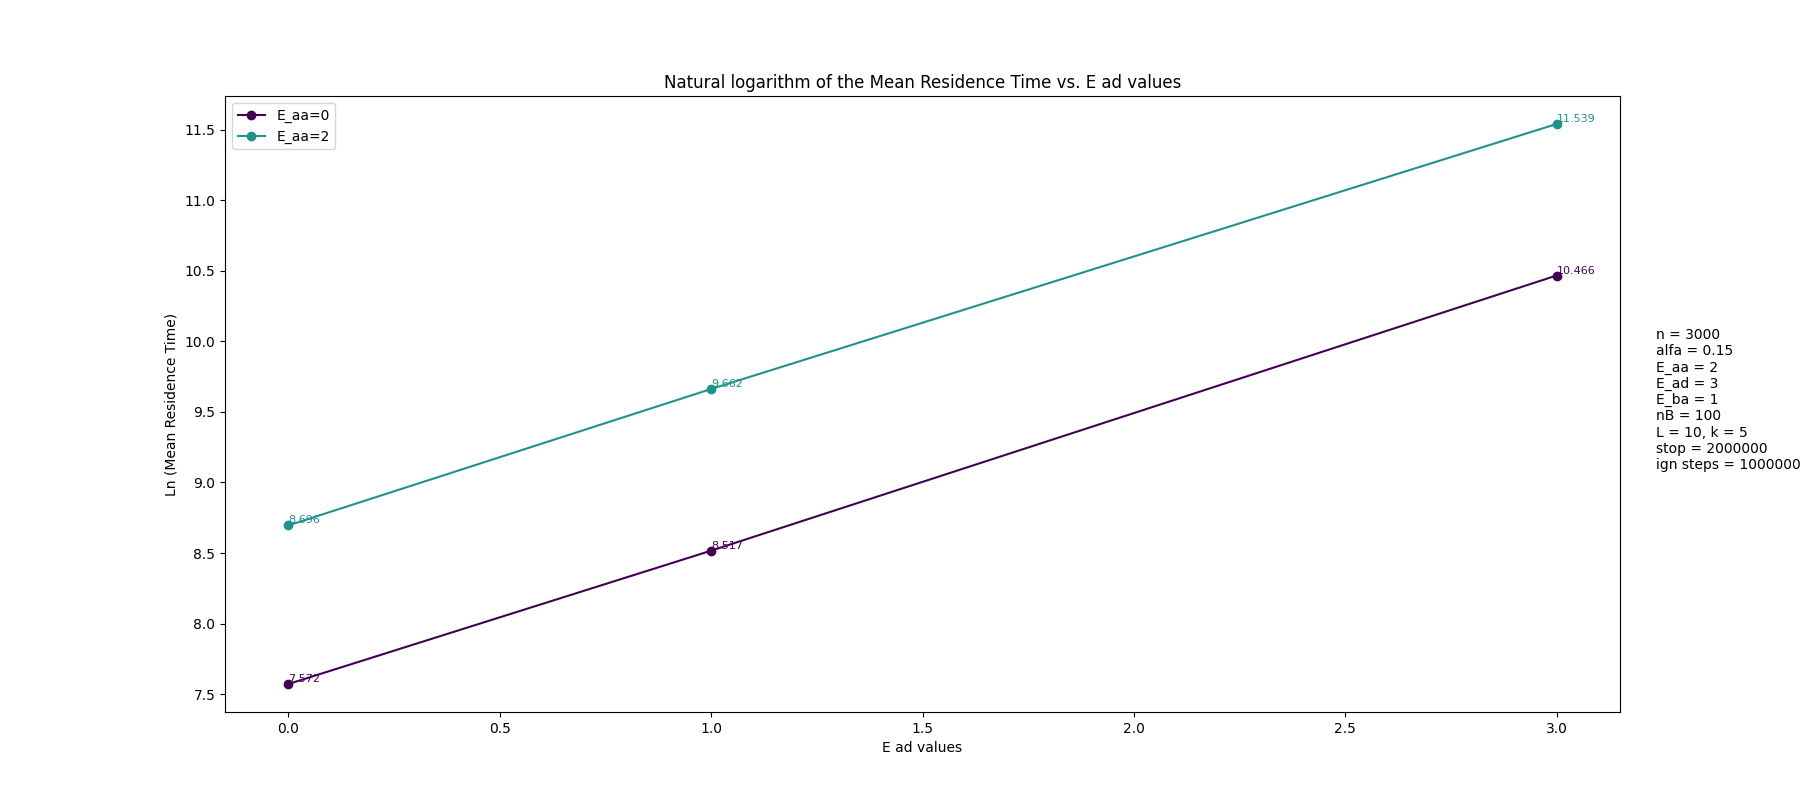 Natural logarithm of the Mean Residence Time vs. E ad values
E_aa=0
E_aa=2
11.5
11.0
10.5
10.0
9.5
9.0
8.5
8.0
7.5
Ln (Mean Residence Time)
11.539
10.466
9.662
8.517
8.696
7.572
0.0
0.5
1.0
1.5
2.0
2.5
3.0
E ad values
n = 3000
alfa = 0.15
E_aa = 2
E_ad = 3
E_ba = 1
nB = 100
L = 10, k = 5
stop = 2000000
ign steps = 1000000